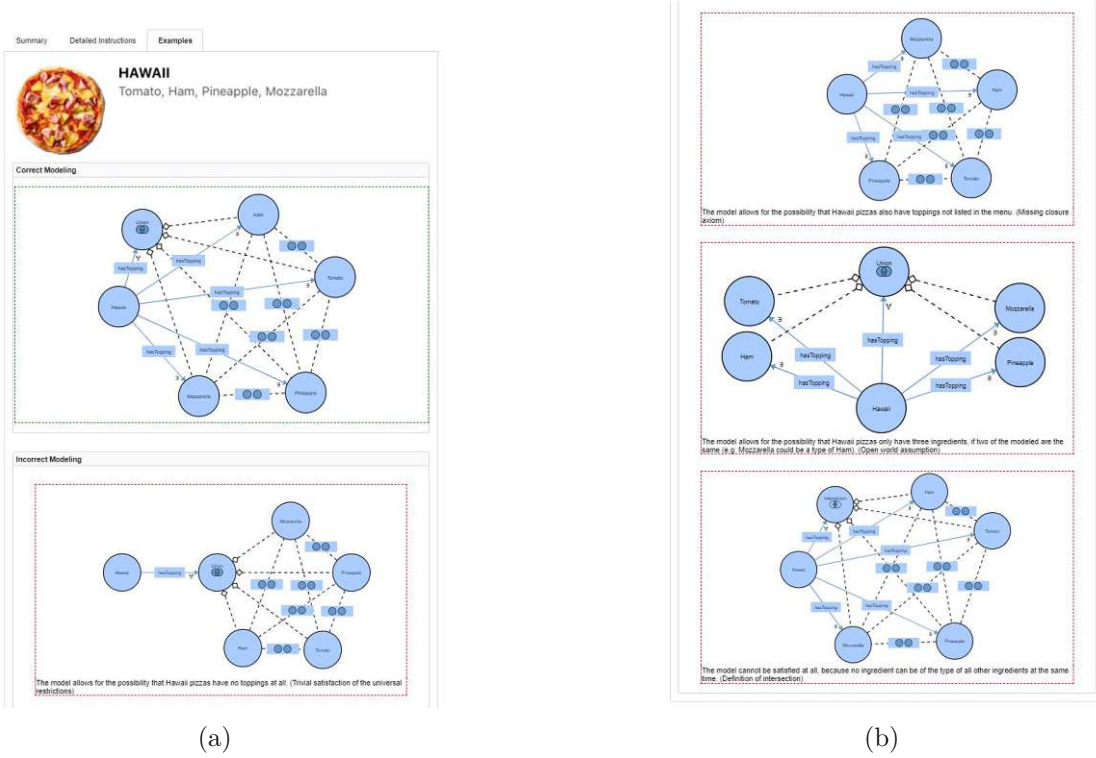 Summary Detailed Instructions Examples
HAWAII
Tomato, Ham, Pineapple, Mozzarella
Correct Modeling
Ham
Union
hasTopping
hasTopping
Tomato
hasTopping
Hawaii
hasTopping
hasTopping
Mozzarella
Pineapple
Incorrect Modeling
Mozzarella
Hawaii
hasTopping
Union
Pineapple
Ham
Tomato
The model allows for the possibility that Hawaii pizzas have no toppings at all. (Trivial satisfaction of the universal
restrictions)
(a)
Mozzarella
hasTopping
Hawaii
hasTopping
Ham
hasTopping
hasTopping
Pineapple
Tomato
The model allows for the possibility that Hawaii pizzas also have toppings not listed in the menu. (Missing closure
axiom)
Union
Tomato
Mozzarella
hasTopping
Ham
hasTopping
hasTopping
Pineapple
hasTopping
hasTopping
Hawaii
The model allows for the possibility that Hawaii pizzas only have three ingredients, if two of the modeled are the
same (e.g. Mozzarella could be a type of Ham). (Open world assumption)
Ham
Intersection
hasTopping
hasTopping
Tomato
hasTopping
Hawaii
hasTopping
hasTopping
Mozzarella
Pineapple
The model cannot be satisfied at all, because no ingredient can be of the type of all other ingredients at the same
time. (Definition of intersection)
(b)